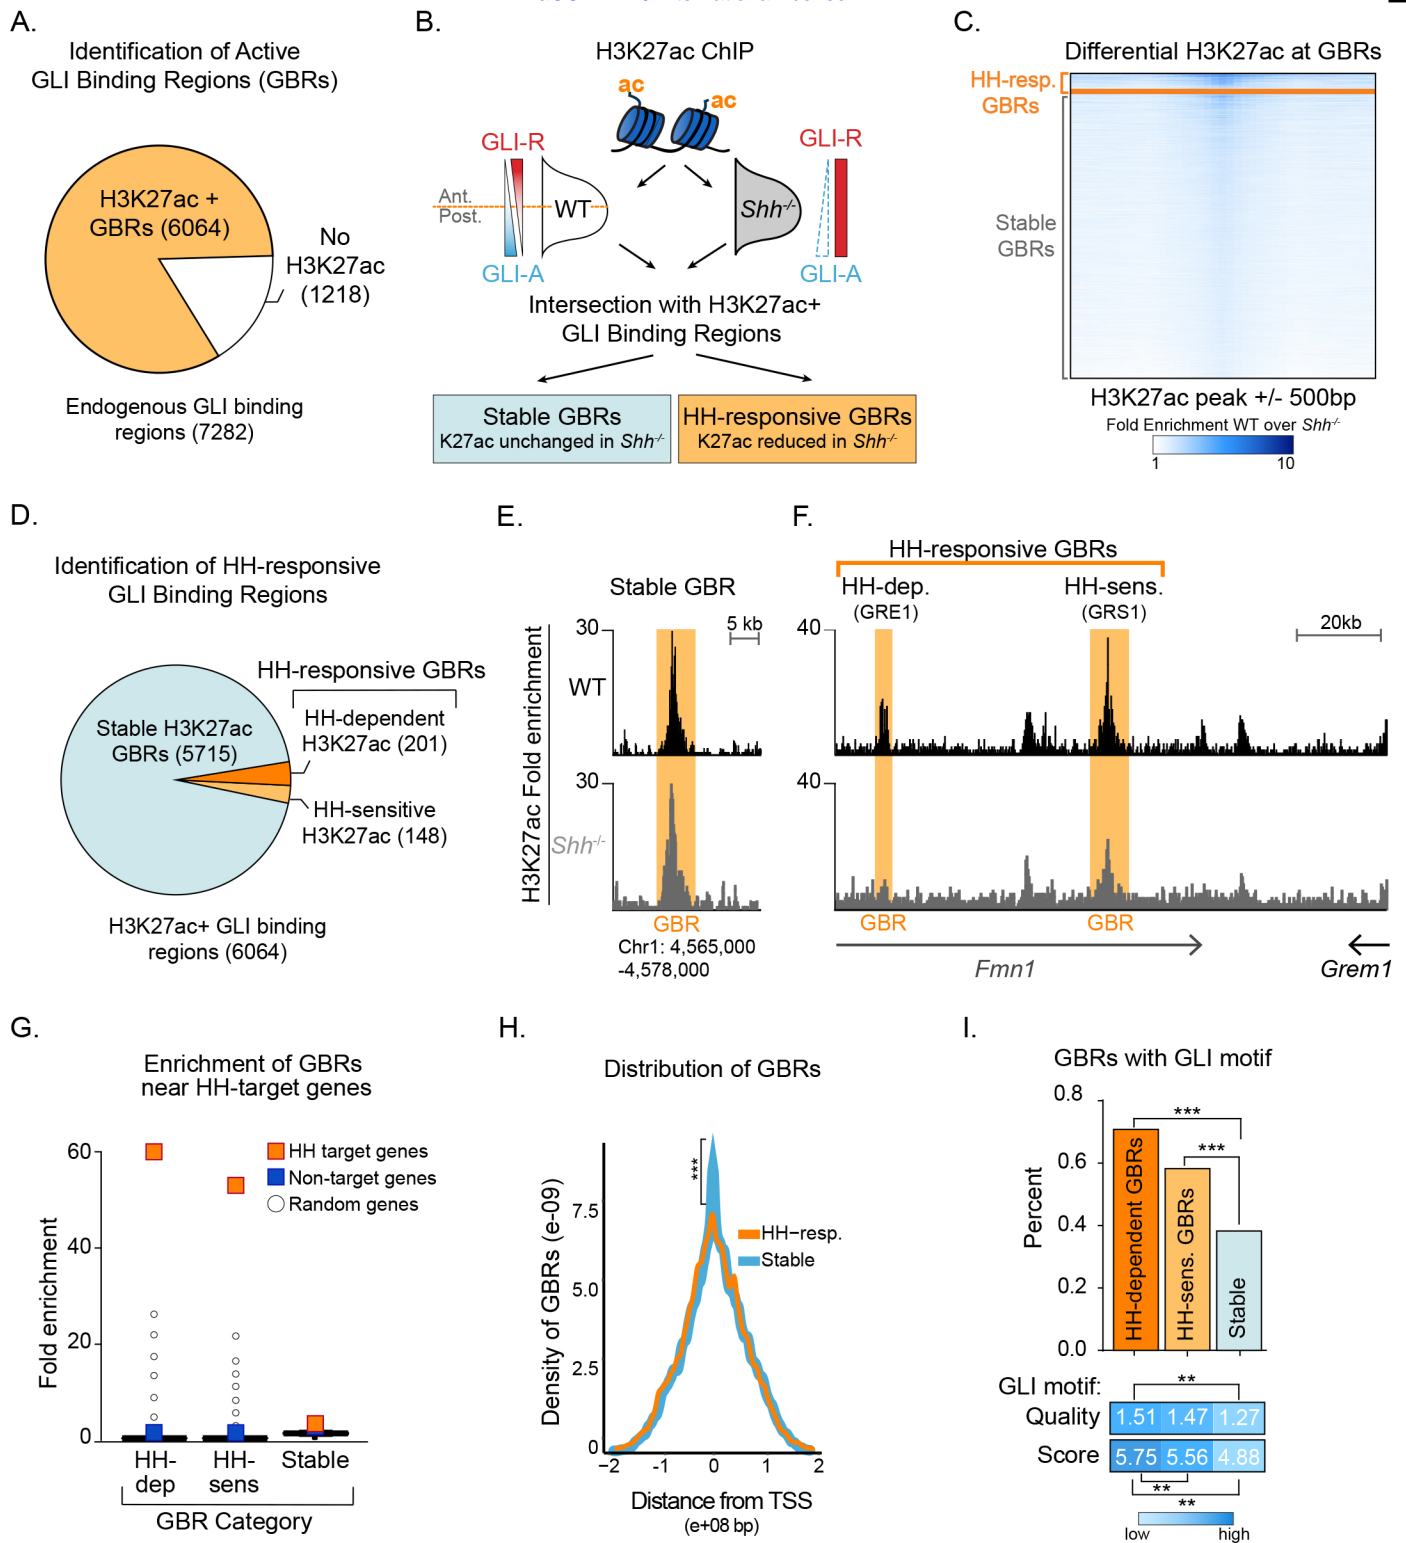 A.
Identification of Active
GLI Binding Regions (GBRs)
H3K27ac +
GBRs (6064)
No
H3K27ac
(1218)
Endogenous GLI binding
regions (7282)
B.
H3K27ac ChIP
ac
ac
GLI-R
GLI-R
Ant.
Post.
WT
Shh-/-
GLI-A
GLI-A
Intersection with H3K27ac+
GLI Binding Regions
Stable GBRs
K27ac unchanged in Shh-/-
HH-responsive GBRs
K27ac reduced in Shh-/-
C.
Differential H3K27ac at GBRs
HH-resp.
GBRs
Stable
GBRs
H3K27ac peak +/- 500bp
Fold Enrichment WT over Shh-/-
1 10
D.
Identification of HH-responsive
GLI Binding Regions
HH-responsive GBRs
Stable H3K27ac
GBRs (5715)
HH-dependent
H3K27ac (201)
HH-sensitive
H3K27ac (148)
H3K27ac+ GLI binding
regions (6064)
E.
Stable GBR
5 kb
H3K27ac Fold enrichment
30
WT
30
Shh-/-
GBR
Chr1: 4,565,000
-4,578,000
F.
HH-responsive GBRs
HH-dep.
(GRE1)
HH-sens.
(GRS1)
20kb
40
40
GBR
GBR
Fmn1
Grem1
G.
Enrichment of GBRs
near HH-target genes
HH target genes
Non-target genes
Random genes
Fold enrichment
60
40
20
0
HH-
dep
HH-
sens
Stable
GBR Category
H.
Distribution of GBRs
***
HH−resp.
Stable
Density of GBRs (e-09)
7.5
5.0
2.5
0
−2 -1 0 1 2
Distance from TSS
(e+08 bp)
I.
GBRs with GLI motif
Percent
0.8
0.6
0.4
0.2
0.0
***
***
HH-dependent GBRs
HH-sens. GBRs
Stable
GLI motif:
**
Quality
1.51 1.47 1.27
Score
5.75 5.56 4.88
**
**
low high